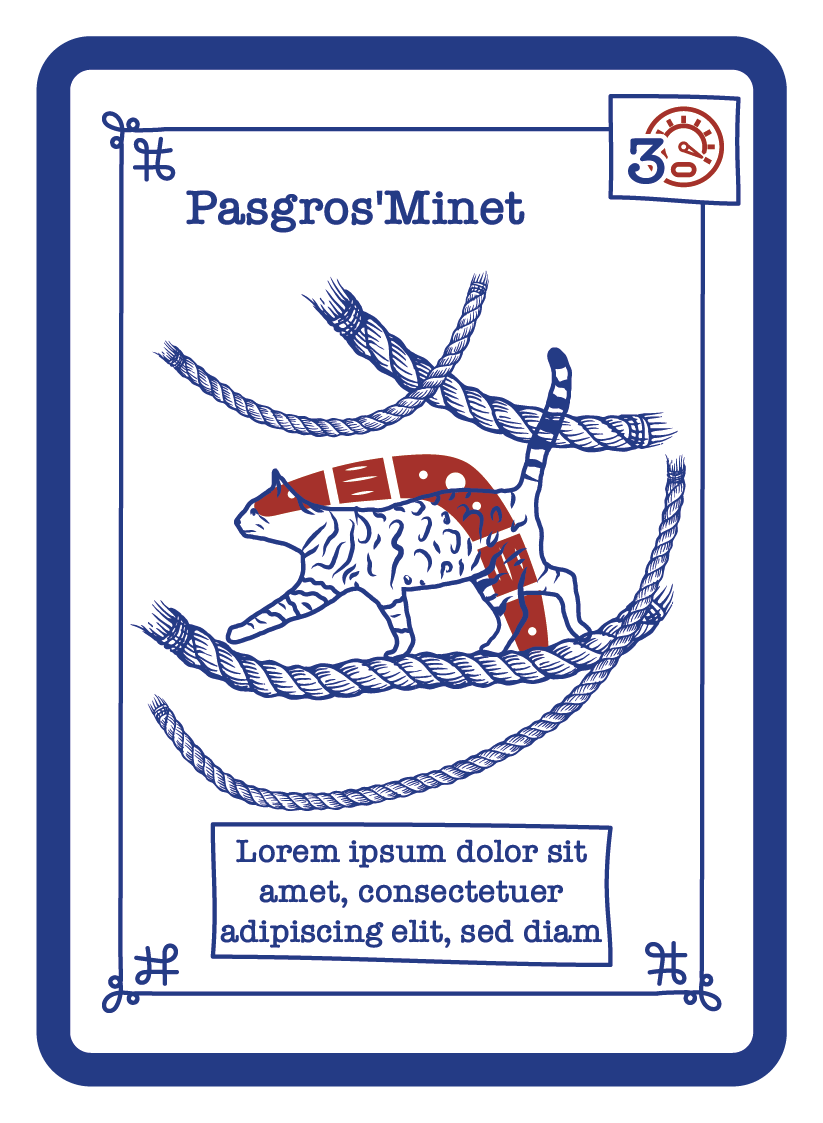 3
Pasgros'Minet
Lorem ipsum dolor sit
amet, consectetuer
adipiscing elit, sed diam